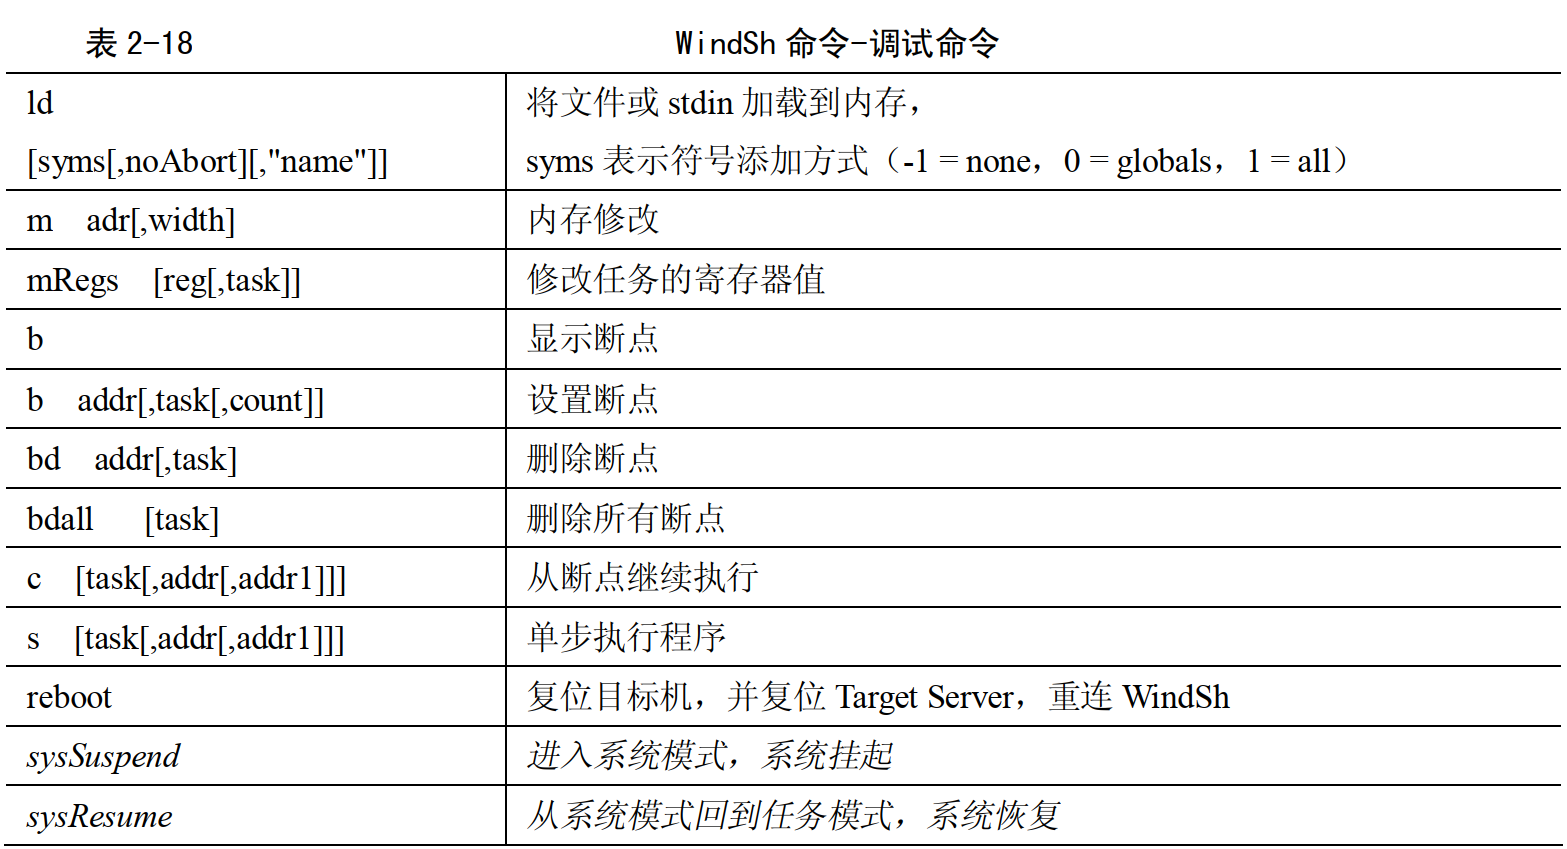 表 2-18 WindSh 命令-调试命令
ld 将文件或 stdin 加载到内存，
[syms[,noAbort][,"name"]] syms 表示符号添加方式（-1 = none，0 = globals，1 = all）
m adr[,width] 内存修改
mRegs [reg[,task]] 修改任务的寄存器值
b 显示断点
b addr[,task[,count]] 设置断点
bd addr[,task] 删除断点
bdall [task] 删除所有断点
c [task[,addr[,addr1]]] 从断点继续执行
s [task[,addr[,addr1]]] 单步执行程序
reboot 复位目标机，并复位 Target Server，重连 WindSh
sysSuspend 进入系统模式，系统挂起
sysResume 从系统模式回到任务模式，系统恢复